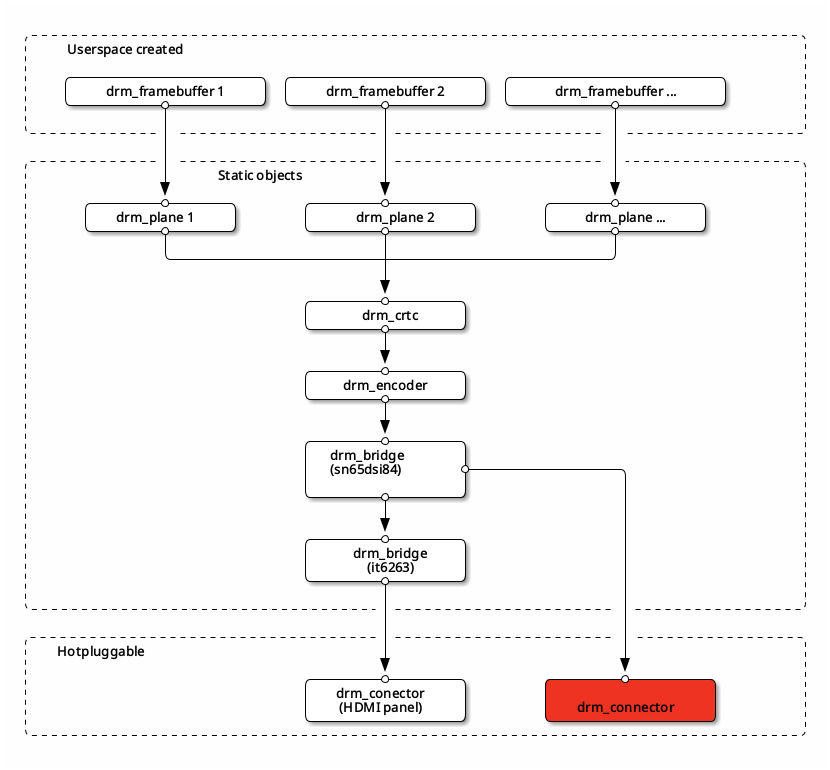 Userspace created
drm_framebuffer 1
drm_framebuffer 2
drm_framebuffer ...
Static objects
drm_plane 1
drm_plane 2
drm_plane ...
drm_crtc
drm_encoder
drm_bridge
(sn65dsi84)
drm_bridge
(it6263)
Hotpluggable
drm_conector
(HDMI panel)
drm_connector